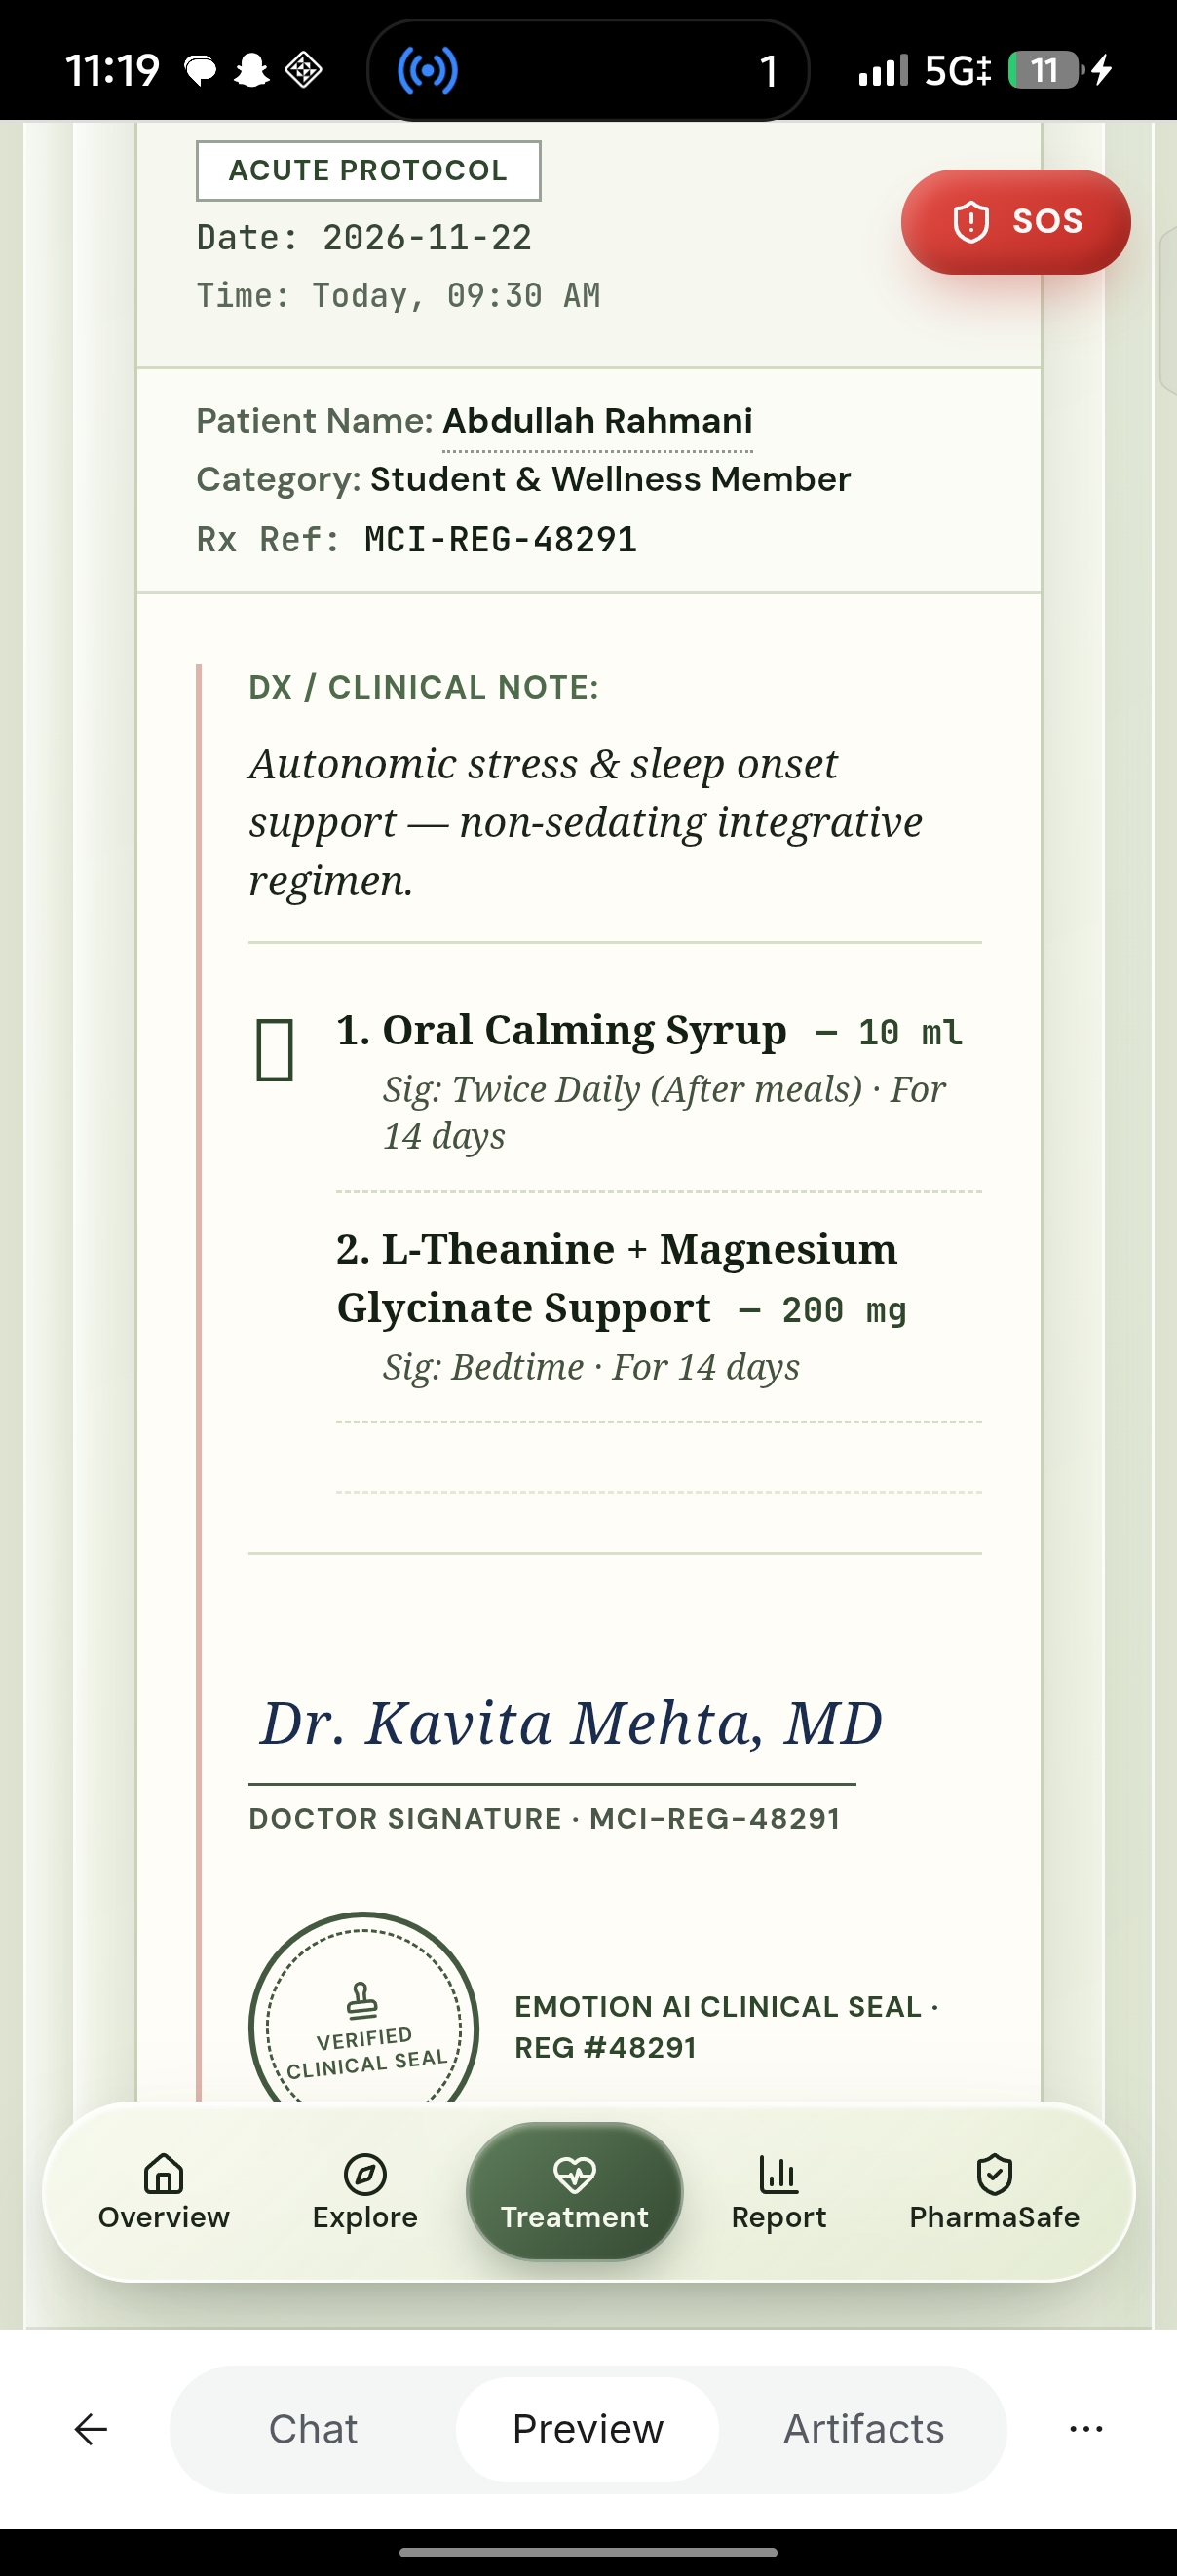 11:19
1
5G‡
11
ACUTE PROTOCOL
SOS
Date: 2026-11-22
Time: Today, 09:30 AM
Patient Name: Abdullah Rahmani
Category: Student & Wellness Member
Rx Ref: MCI-REG-48291
DX / CLINICAL NOTE:
Autonomic stress & sleep onset
support — non-sedating integrative
regimen.
1. Oral Calming Syrup – 10 ml
Sig: Twice Daily (After meals) · For
14 days
2. L-Theanine + Magnesium
Glycinate Support – 200 mg
Sig: Bedtime · For 14 days
Dr. Kavita Mehta, MD
DOCTOR SIGNATURE · MCI-REG-48291
VERIFIED
CLINICAL SEAL
EMOTION AI CLINICAL SEAL ·
REG #48291
Overview
Explore
Treatment
Report
PharmaSafe
Chat
Preview
Artifacts